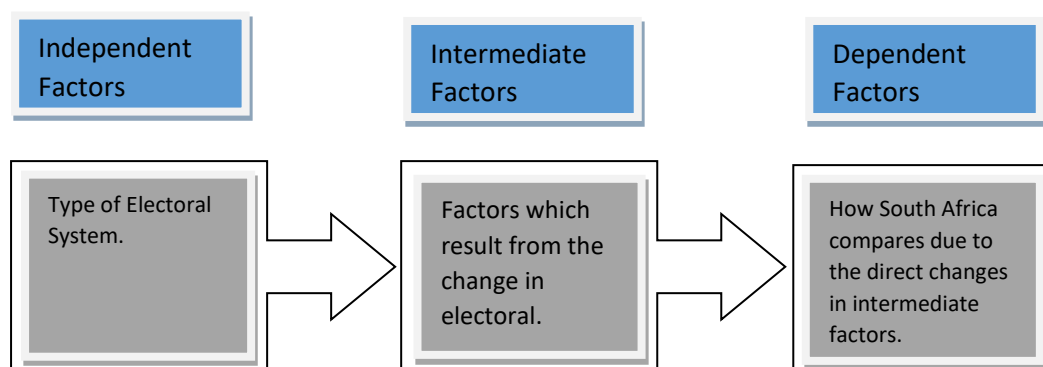 Independent
Factors
Intermediate
Factors
Dependent
Factors
Type of Electoral
System.
Factors which
result from the
change in
electoral.
How South Africa
compares due to
the direct changes
in intermediate
factors.